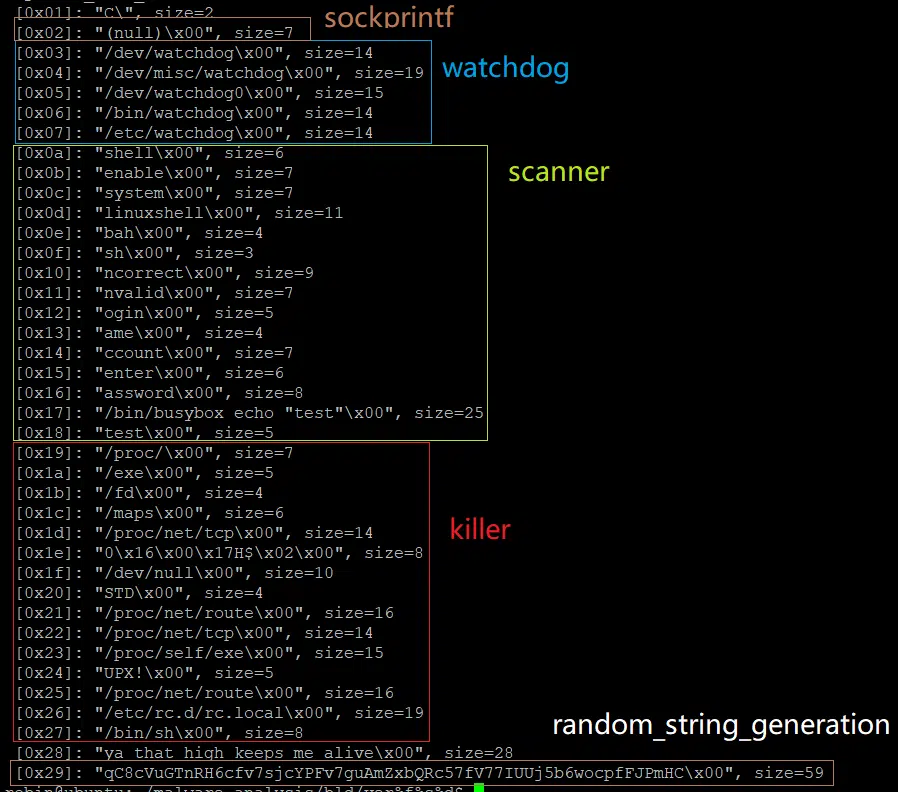 [0x01]: "C\", size=2
sockprintf
[0x02]: "(null)\x00", size=7
[0x03]: "/dev/watchdog\x00", size=14
watchdog
[0x04]: "/dev/misc/watchdog\x00", size=19
[0x05]: "/dev/watchdog0\x00", size=15
[0x06]: "/bin/watchdog\x00", size=14
[0x07]: "/etc/watchdog\x00", size=14
[0x0a]: "shell\x00", size=6
scanner
[0x0b]: "enable\x00", size=7
[0x0c]: "system\x00", size=7
[0x0d]: "linuxshell\x00", size=11
[0x0e]: "bah\x00", size=4
[0x0f]: "sh\x00", size=3
[0x10]: "ncorrect\x00", size=9
[0x11]: "nvalid\x00", size=7
[0x12]: "ogin\x00", size=5
[0x13]: "ame\x00", size=4
[0x14]: "ccount\x00", size=7
[0x15]: "enter\x00", size=6
[0x16]: "assword\x00", size=8
[0x17]: "/bin/busybox echo "test"\x00", size=25
[0x18]: "test\x00", size=5
[0x19]: "/proc/\x00", size=7
[0x1a]: "/exe\x00", size=5
[0x1b]: "/fd\x00", size=4
[0x1c]: "/maps\x00", size=6
[0x1d]: "/proc/net/tcp\x00", size=14
killer
[0x1e]: "0\x16\x00\x17H$\x02\x00", size=8
[0x1f]: "/dev/null\x00", size=10
[0x20]: "STD\x00", size=4
[0x21]: "/proc/net/route\x00", size=16
[0x22]: "/proc/net/tcp\x00", size=14
[0x23]: "/proc/self/exe\x00", size=15
[0x24]: "UPX!\x00", size=5
[0x25]: "/proc/net/route\x00", size=16
[0x26]: "/etc/rc.d/rc.local\x00", size=19
[0x27]: "/bin/sh\x00", size=8
random_string_generation
[0x28]: "ya that high keeps me alive\x00", size=28
[0x29]: "qC8cVuGTnRH6cfv7sjcYPFv7guAmZxbQRc57fV77IUUj5b6wocpfFJPmHC\x00", size=59